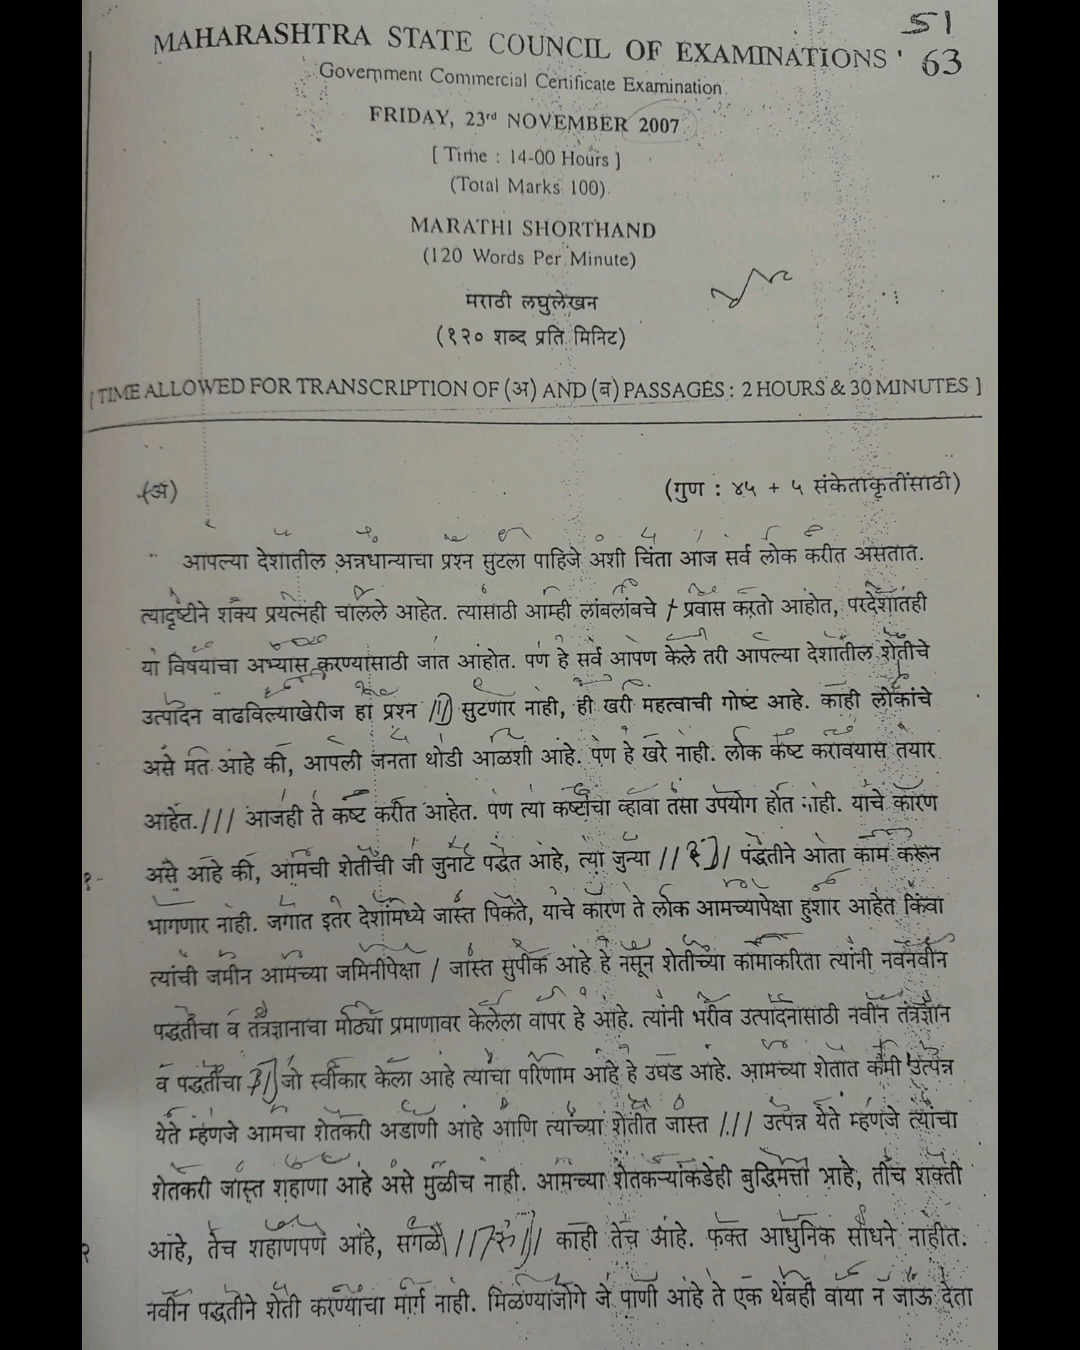 51
MAHARASHTRA STATE COUNCIL OF EXAMINATIONS 63
Government Commercial Certificate Examination
FRIDAY, 23rd NOVEMBER 2007
[ Time : 14-00 Hours ]
(Total Marks 100)
MARATHI SHORTHAND
(120 Words Per Minute)
मराठी लघुलेखन
(१२० शब्द प्रति मिनिट)
[ TIME ALLOWED FOR TRANSCRIPTION OF (अ) AND (ब) PASSAGES : 2 HOURS & 30 MINUTES ]
(अ) (गुण : ४५ + ५ संकेताकृतींसाठी)
आपल्या देशातील अन्नधान्याचा प्रश्न सुटला पाहिजे अशी चिंता आज सर्व लोक करीत असतात.
त्यादृष्टीने शक्य प्रयत्नही चालले आहेत. त्यासाठी आम्ही लांबलांबचे / प्रवास करतो आहोत, परदेशातही
या विषयाचा अभ्यास करण्यासाठी जात आहोत. पण हे सर्व आपण केले तरी आपल्या देशातील शेतीचे
उत्पादन वाढविल्याखेरीज हा प्रश्न // सुटणार नाही, ही खरी महत्वाची गोष्ट आहे. काही लोकांचे
असे मत आहे की, आपली जनता थोडी आळशी आहे. पण हे खरे नाही. लोक कष्ट करावयास तयार
आहेत./// आजही ते कष्ट करीत आहेत. पण त्या कष्टाचा व्हावा तसा उपयोग होत नाही. याचे कारण
१- असे आहे की, आमची शेतीची जी जुनाट पद्धत आहे, त्या जुन्या // १ // पद्धतीने आता काम करून
भागणार नाही. जगात इतर देशांमध्ये जास्त पिकते, याचे कारण ते लोक आमच्यापेक्षा हुशार आहेत किंवा
त्यांची जमीन आमच्या जमिनीपेक्षा / जास्त सुपीक आहे हे नसून शेतीच्या कामाकरिता त्यांनी नवनवीन
पद्धतीचा व तंत्रज्ञानाचा मोठ्या प्रमाणावर केलेला वापर हे आहे. त्यांनी भरीव उत्पादनासाठी नवीन तंत्रज्ञान
व पद्धतीचा // जो स्वीकार केला आहे त्याचा परिणाम आहे हे उघड आहे. आमच्या शेतात कमी उत्पन्न
येते म्हणजे आमचा शेतकरी अडाणी आहे आणि त्यांच्या शेतीत जास्त /// उत्पन्न येते म्हणजे त्यांचा
शेतकरी जास्त शहाणा आहे असे मुळीच नाही. आमच्या शेतकऱ्यांकडेही बुद्धिमत्ता आहे, तीच शक्ती
२ आहे, तेच शहाणपण आहे, सगळे // २ // काही तेच आहे. फक्त आधुनिक साधने नाहीत.
नवीन पद्धतीने शेती करण्याचा मार्ग नाही. मिळण्याजोगे जे पाणी आहे ते एक थेंबही वाया न जाऊ देता